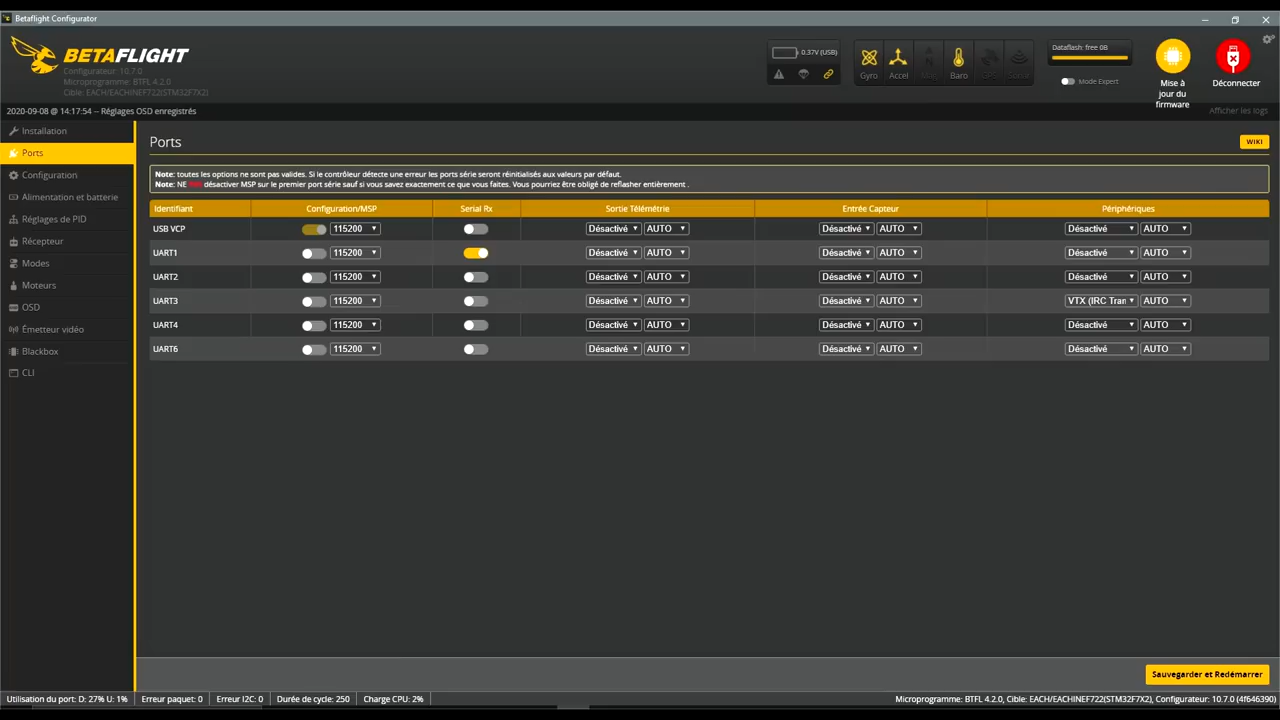 Betaflight Configurator
BETAFLIGHT
Configurateur: 10.7.0
Microprogramme: BTFL 4.2.0
Cible: EACH/EACHINEF722(STM32F7X2)
0.37V (USB)
Gyro Accel Mag Baro GPS Sonar
Dataflash: free 0B
Mode Expert
Mise à jour du firmware
Déconnecter
2020-09-08 @ 14:17:54 -- Réglages OSD enregistrés
Afficher les logs
Installation
Ports
Configuration
Alimentation et batterie
Réglages de PID
Récepteur
Modes
Moteurs
OSD
Émetteur vidéo
Blackbox
CLI
Ports
WIKI
Note: toutes les options ne sont pas valides. Si le contrôleur détecte une erreur les ports série seront réinitialisés aux valeurs par défaut.
Note: NE PAS désactiver MSP sur le premier port série sauf si vous savez exactement ce que vous faites. Vous pourriez être obligé de reflasher entièrement .
Identifiant Configuration/MSP Serial Rx Sortie Télémétrie Entrée Capteur Périphériques
USB VCP 115200 Désactivé AUTO Désactivé AUTO Désactivé AUTO
UART1 115200 Désactivé AUTO Désactivé AUTO Désactivé AUTO
UART2 115200 Désactivé AUTO Désactivé AUTO Désactivé AUTO
UART3 115200 Désactivé AUTO Désactivé AUTO VTX (IRC Tran AUTO
UART4 115200 Désactivé AUTO Désactivé AUTO Désactivé AUTO
UART6 115200 Désactivé AUTO Désactivé AUTO Désactivé AUTO
Sauvegarder et Redémarrer
Utilisation du port: D: 27% U: 1% Erreur paquet: 0 Erreur I2C: 0 Durée de cycle: 250 Charge CPU: 2% Microprogramme: BTFL 4.2.0, Cible: EACH/EACHINEF722(STM32F7X2), Configurateur: 10.7.0 (4f646390)